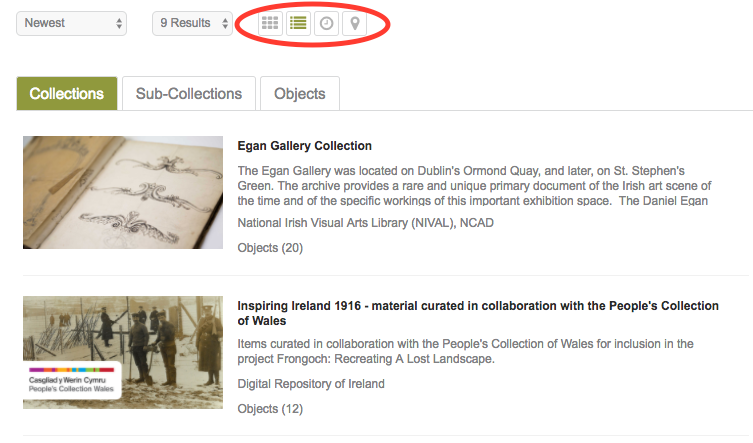 Newest
9 Results
Collections
Sub-Collections
Objects
Egan Gallery Collection
The Egan Gallery was located on Dublin's Ormond Quay, and later, on St. Stephen's
Green. The archive provides a rare and unique primary document of the Irish art scene of
the time and of the specific workings of this important exhibition space. The Daniel Egan
National Irish Visual Arts Library (NIVAL), NCAD
Objects (20)
Inspiring Ireland 1916 - material curated in collaboration with the People's Collection
of Wales
Casgliad y Werin Cymru
People's Collection Wales
Items curated in collaboration with the People's Collection of Wales for inclusion in the
project Frongoch: Recreating A Lost Landscape.
Digital Repository of Ireland
Objects (12)